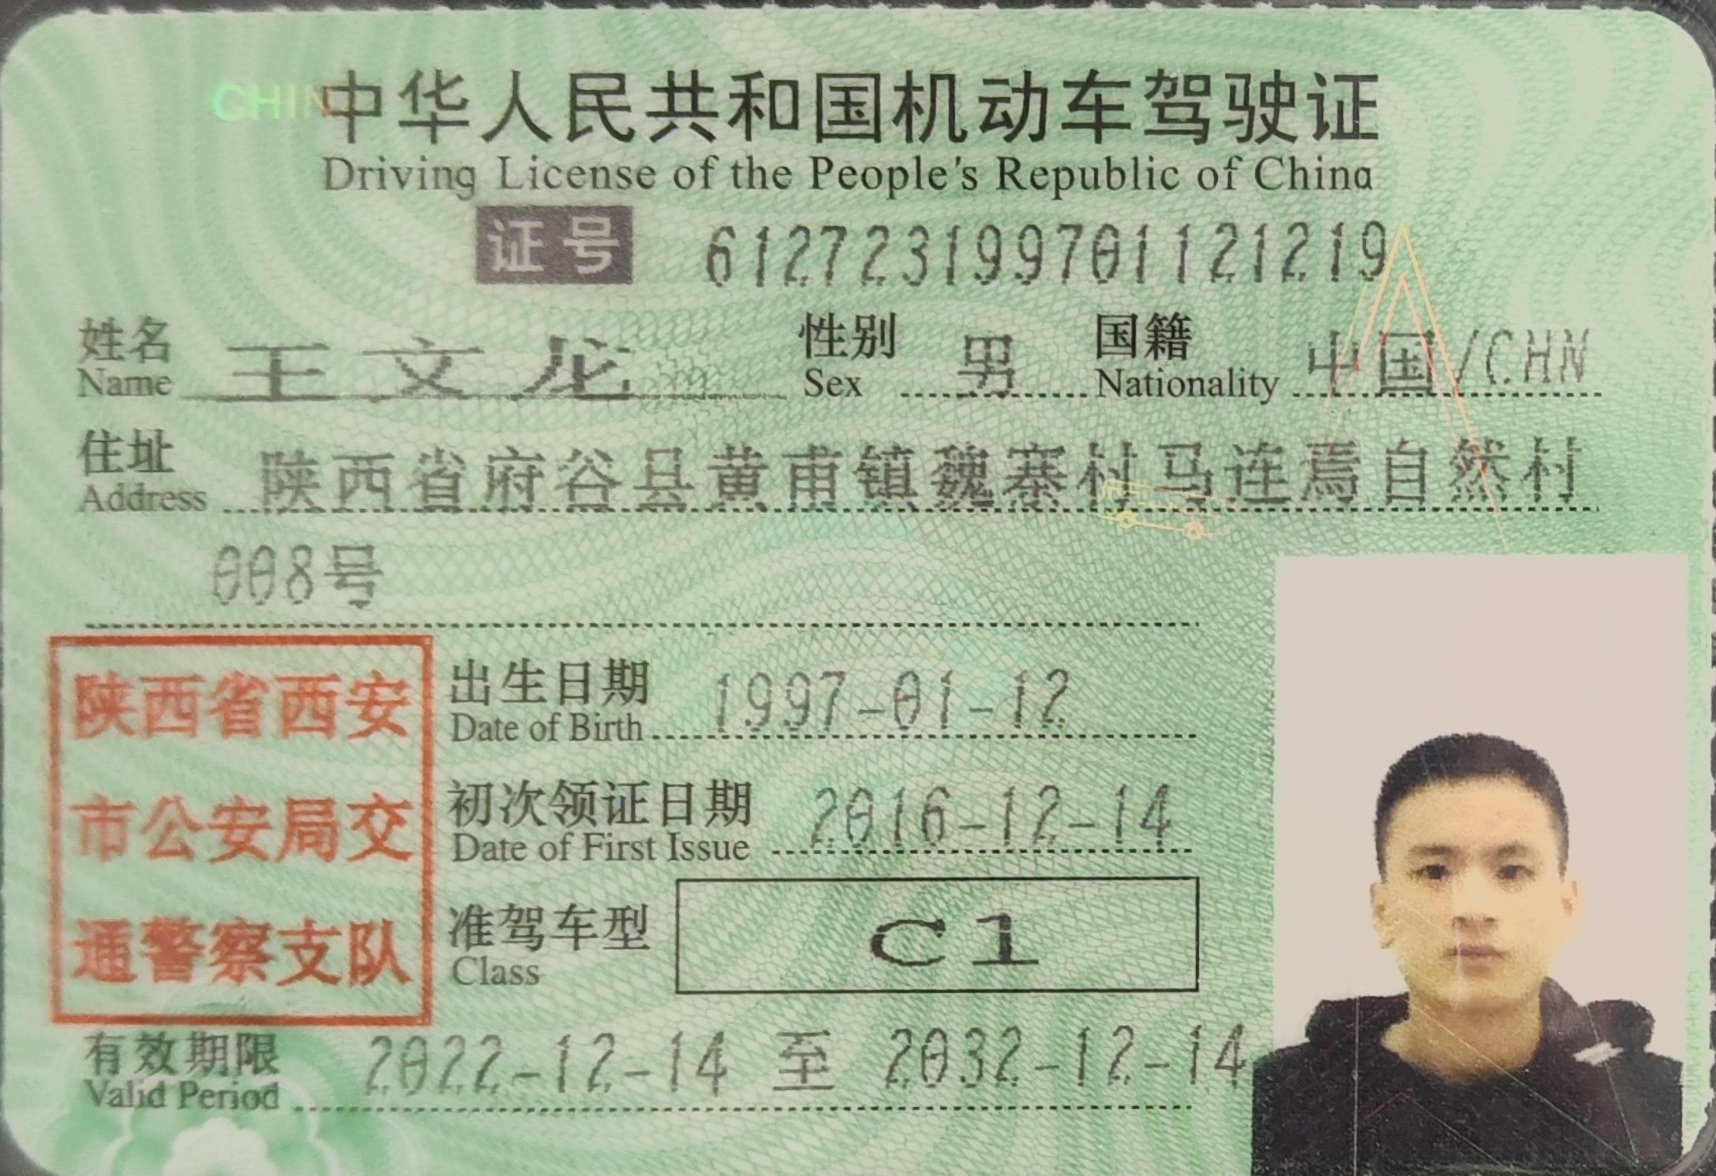 CHIN
中华人民共和国机动车驾驶证
Driving License of the People's Republic of China
证号 612723199701121219
姓名 王文龙 性别 男 国籍 中国/CHN
Name Sex Nationality
住址 陕西省府谷县黄甫镇魏寨村马连焉自然村
Address
008号
陕西省西安
市公安局交
通警察支队
出生日期 1997-01-12
Date of Birth
初次领证日期 2016-12-14
Date of First Issue
准驾车型 C1
Class
有效期限 2022-12-14 至 2032-12-14
Valid Period